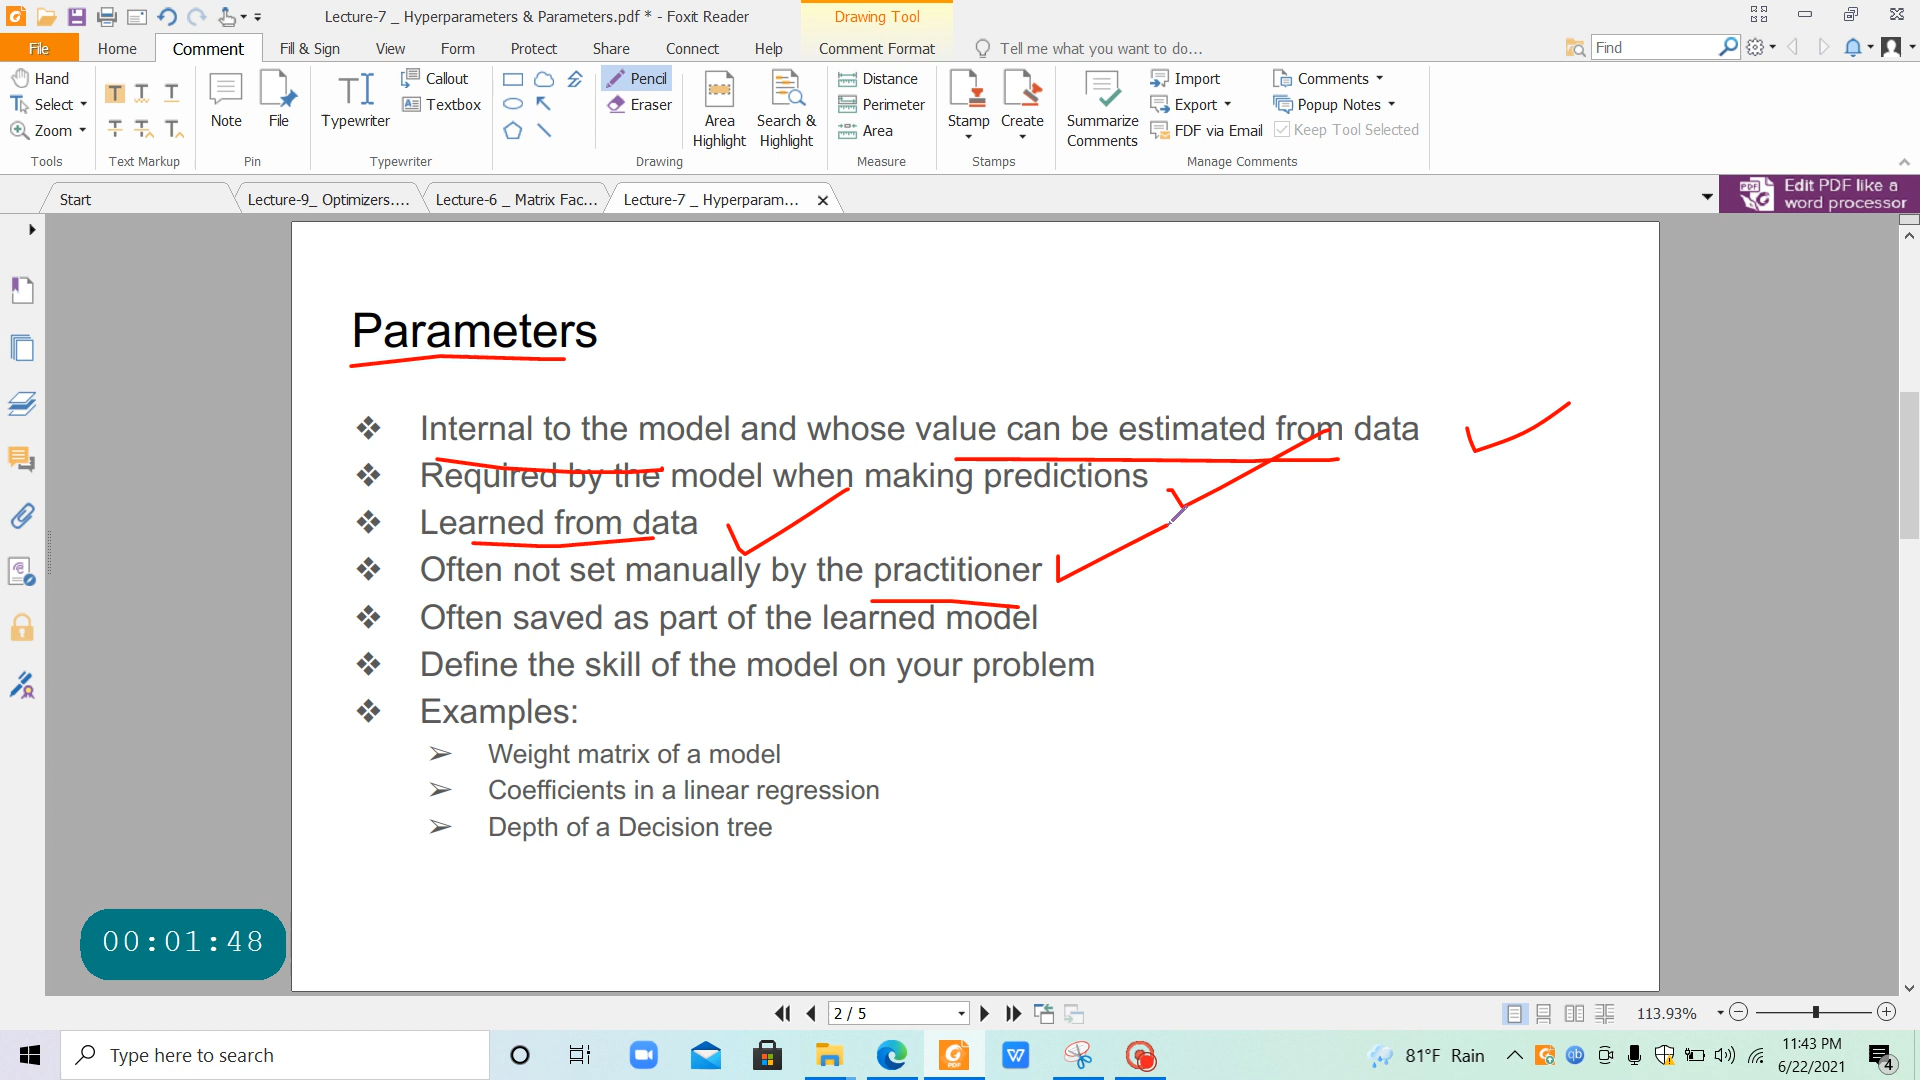 Lecture-7 _ Hyperparameters & Parameters.pdf * - Foxit Reader
Drawing Tool
File
Home
Comment
Fill & Sign
View
Form
Protect
Share
Connect
Help
Comment Format
Tell me what you want to do...
Find
Hand
Select
Zoom
Tools
Text Markup
Note
File
Pin
Typewriter
Callout
Textbox
Typewriter
Pencil
Eraser
Drawing
Area
Highlight
Search &
Highlight
Distance
Perimeter
Area
Measure
Stamp
Create
Stamps
Summarize
Comments
Import
Export
FDF via Email
Comments
Popup Notes
Keep Tool Selected
Manage Comments
Start
Lecture-9_ Optimizers....
Lecture-6 _ Matrix Fac...
Lecture-7 _ Hyperparam...
Edit PDF like a
word processor
Parameters
❖ Internal to the model and whose value can be estimated from data
❖ Required by the model when making predictions
❖ Learned from data
❖ Often not set manually by the practitioner
❖ Often saved as part of the learned model
❖ Define the skill of the model on your problem
❖ Examples:
➢ Weight matrix of a model
➢ Coefficients in a linear regression
➢ Depth of a Decision tree
00:01:48
2 / 5
113.93%
Type here to search
81°F Rain
11:43 PM
6/22/2021
4